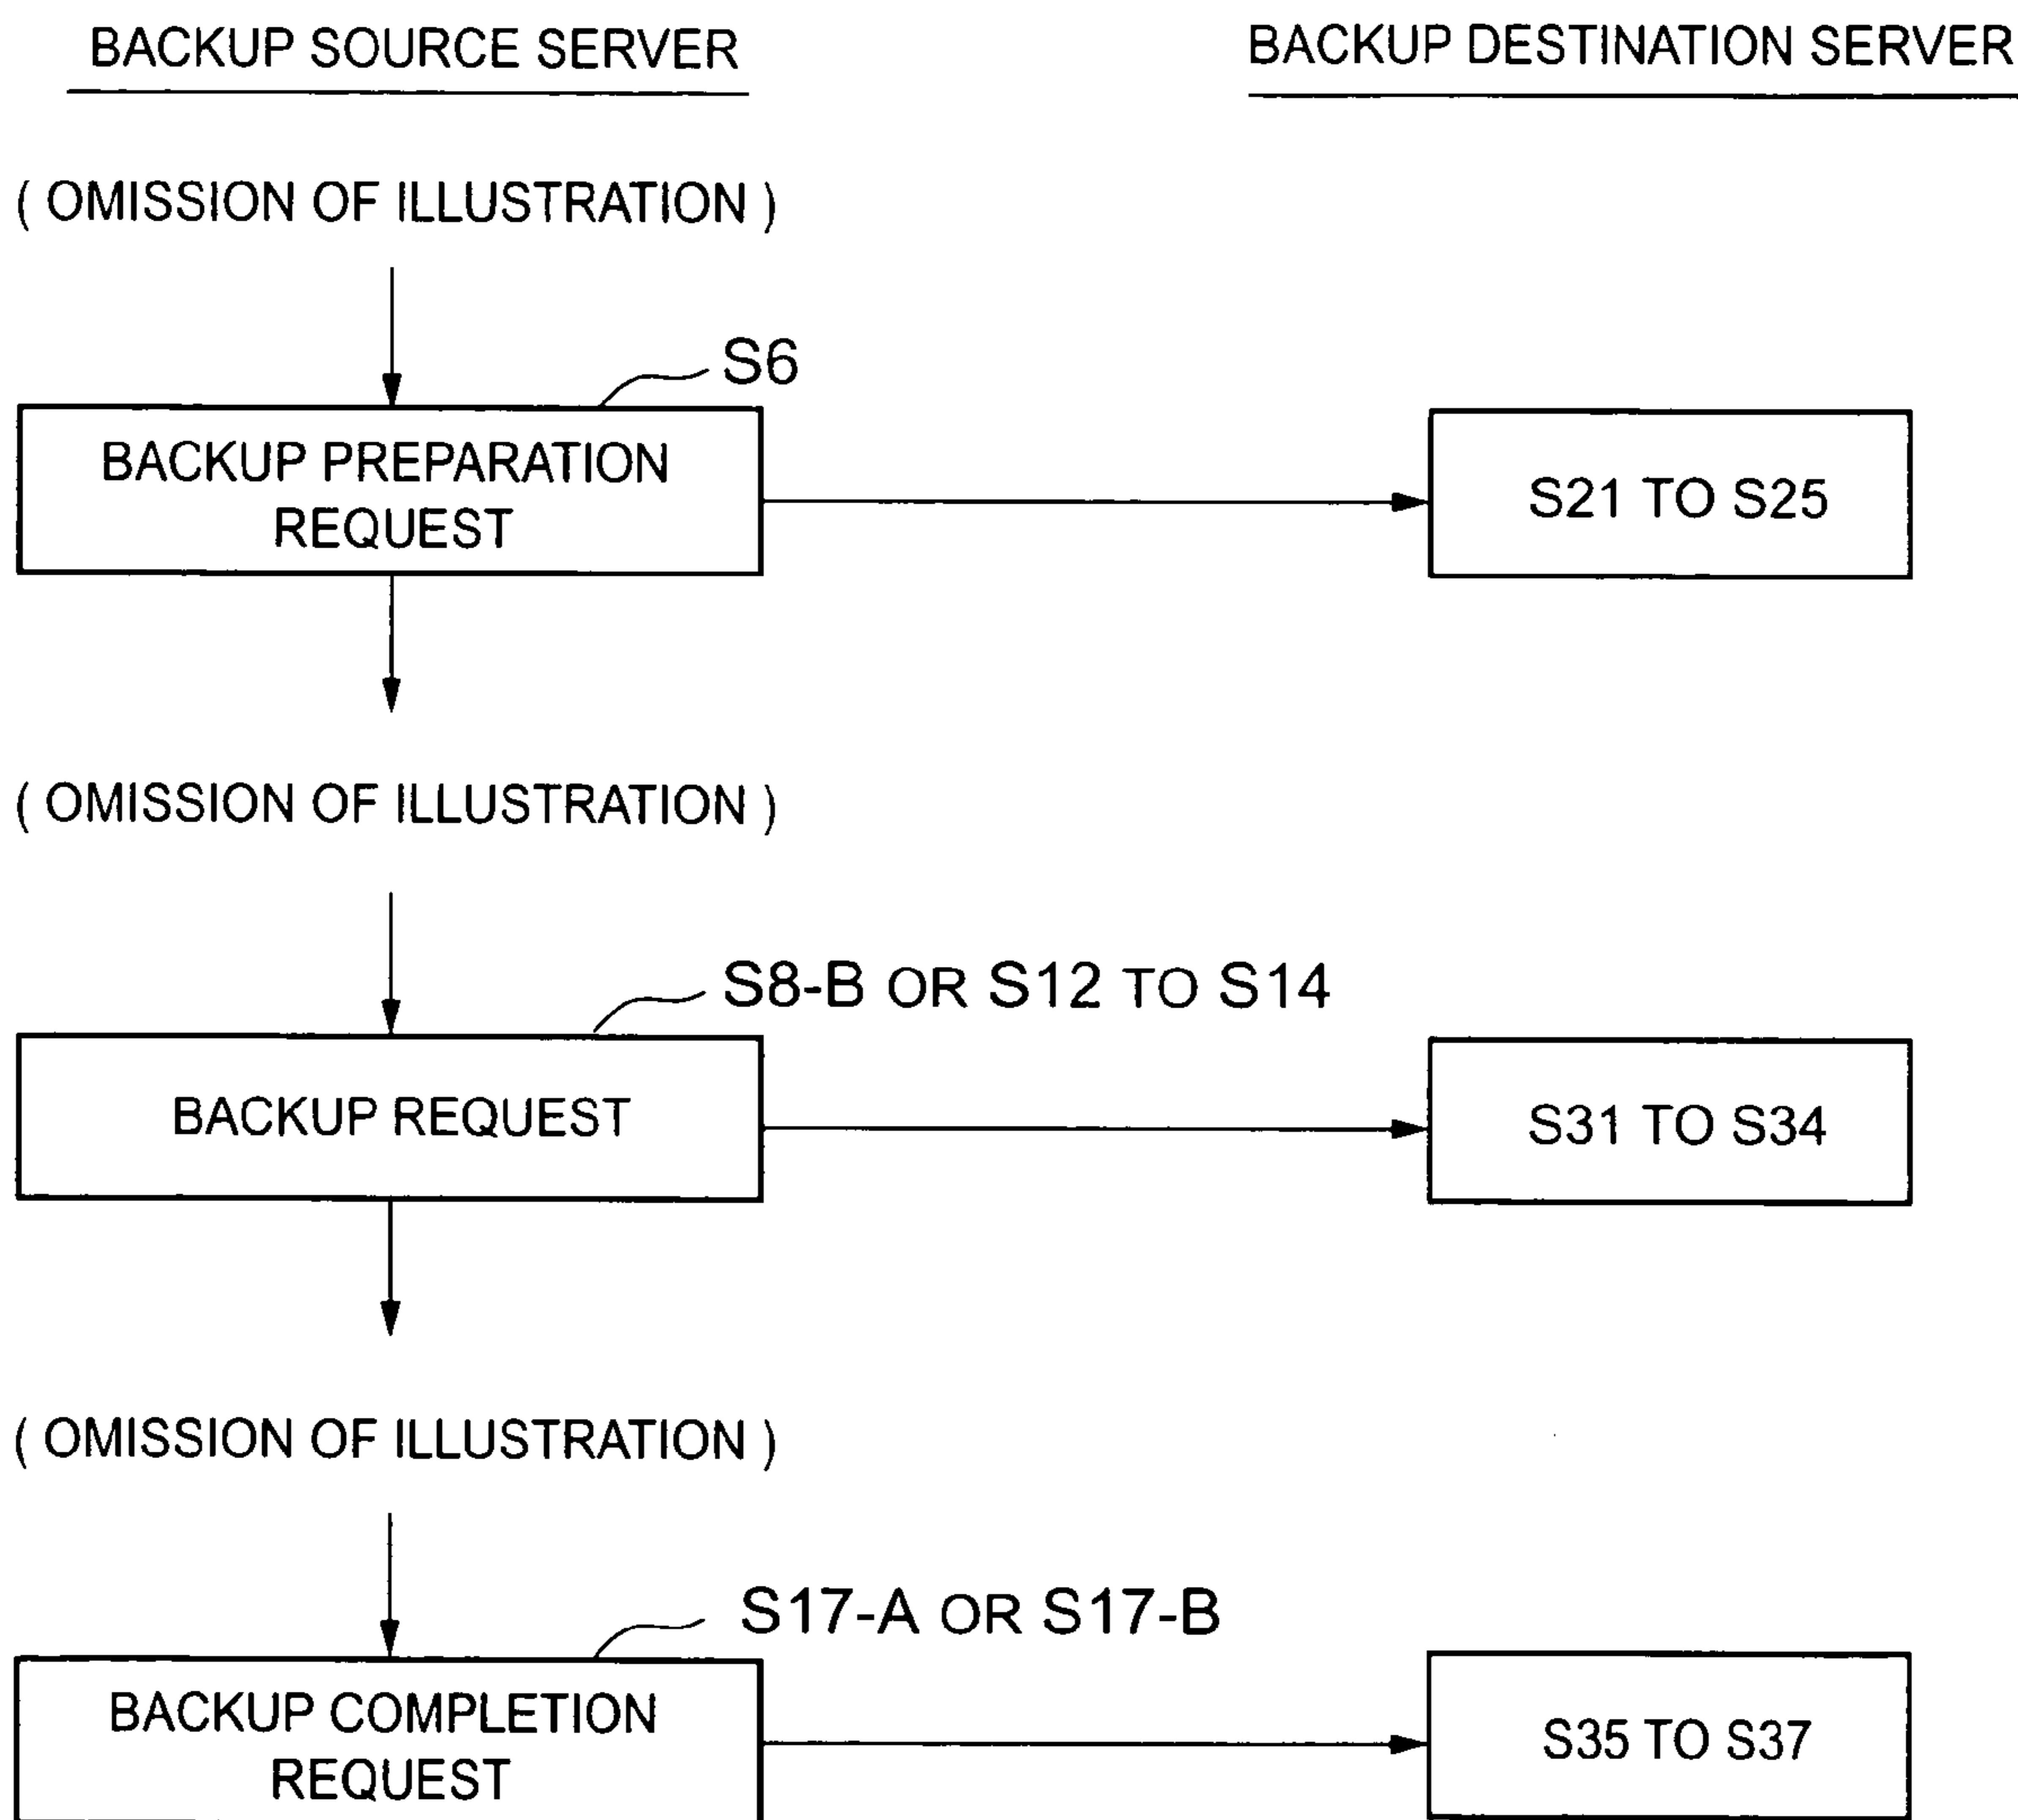 BACKUP SOURCE SERVER
BACKUP DESTINATION SERVER
( OMISSION OF ILLUSTRATION )
S6
BACKUP PREPARATION
REQUEST
S21 TO S25
( OMISSION OF ILLUSTRATION )
S8-B OR S12 TO S14
BACKUP REQUEST
S31 TO S34
( OMISSION OF ILLUSTRATION )
S17-A OR S17-B
BACKUP COMPLETION
REQUEST
S35 TO S37